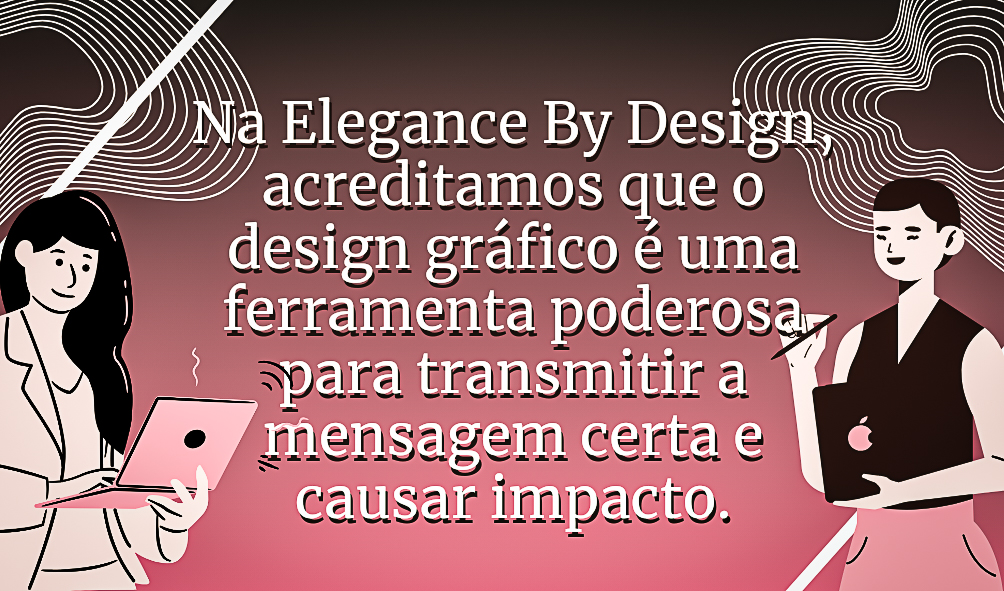 Na Elegance By Design,
acreditamos que o
design gráfico é uma
ferramenta poderosa
para transmitir a
mensagem certa e
causar impacto.